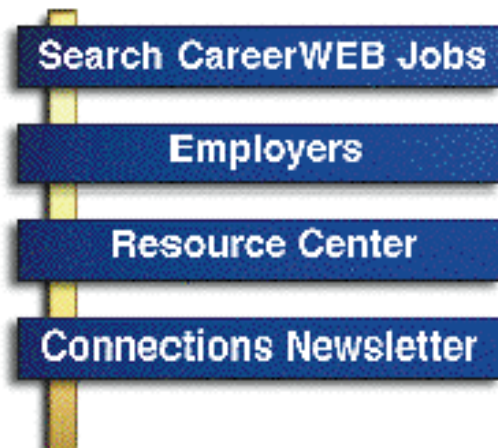 Search CareerWEB Jobs
Employers
Resource Center
Connections Newsletter